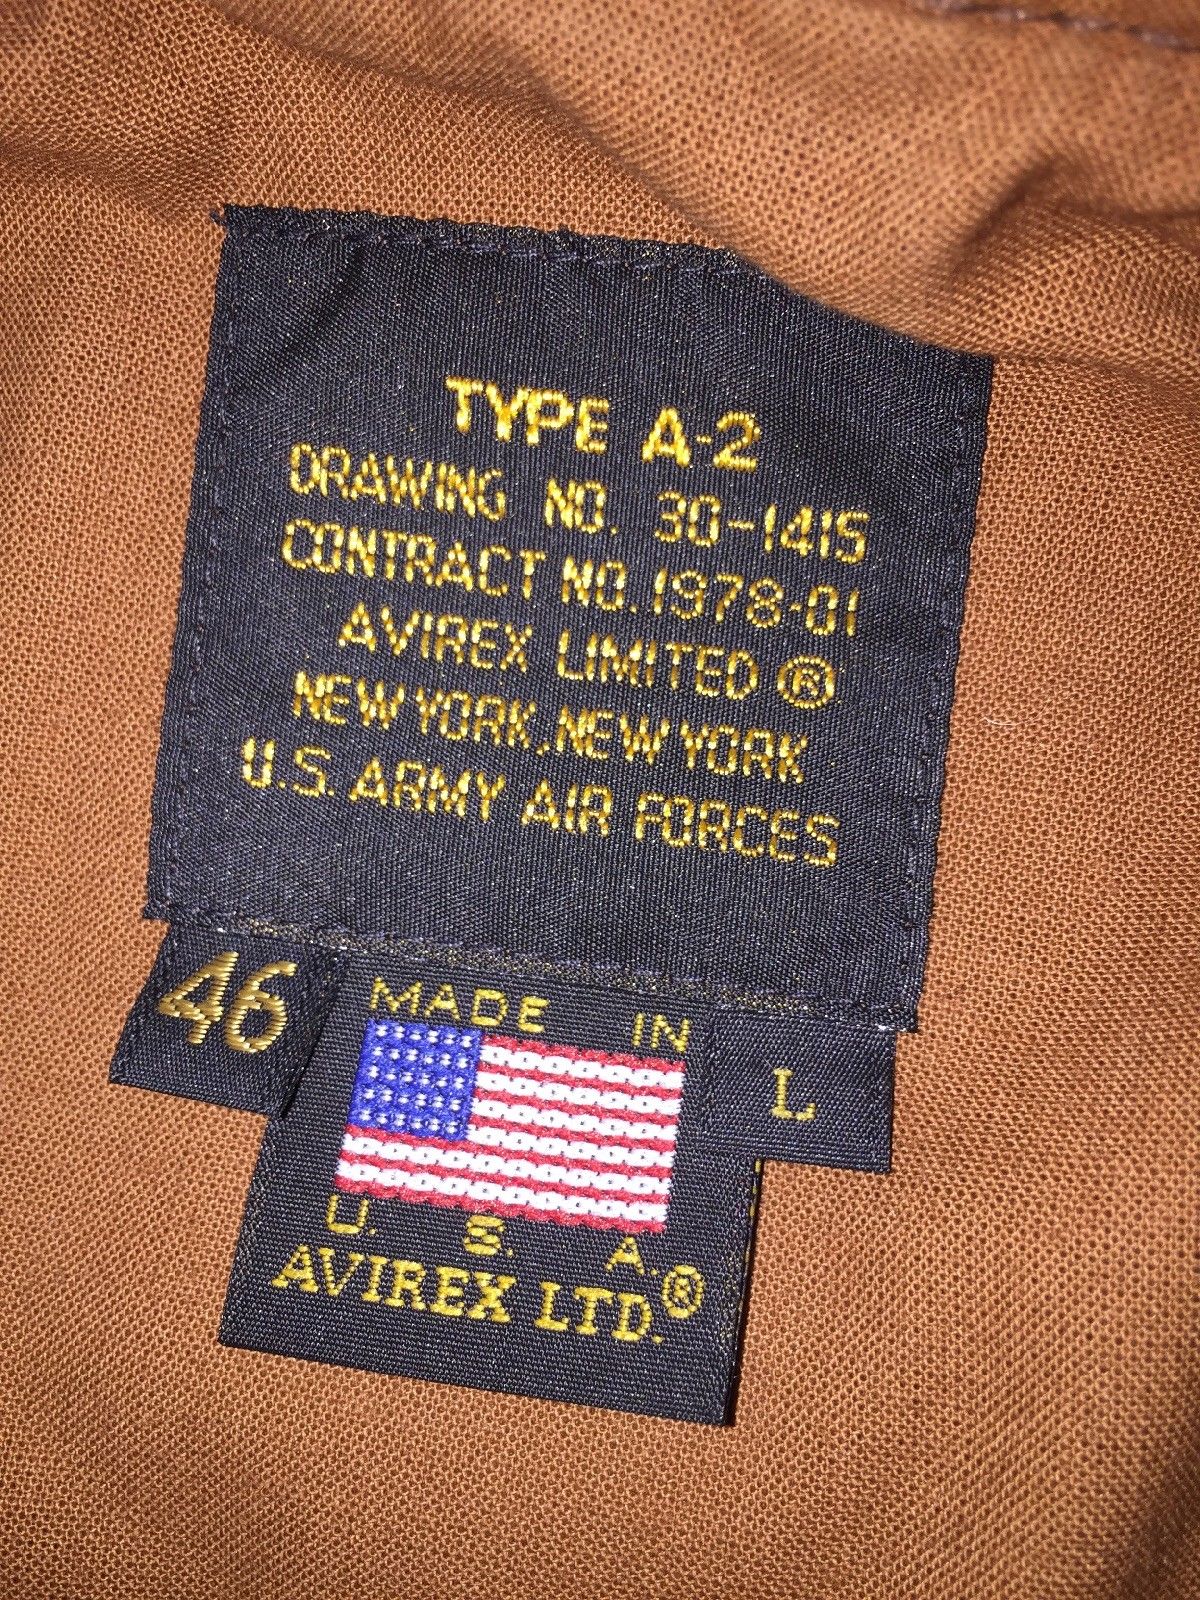 TYPE A-2
DRAWING NO. 30-1415
CONTRACT NO. 1978-01
AVIREX LIMITED ®
NEW YORK, NEW YORK
U.S. ARMY AIR FORCES
46
MADE IN
L
U. S. A.
AVIREX LTD.®